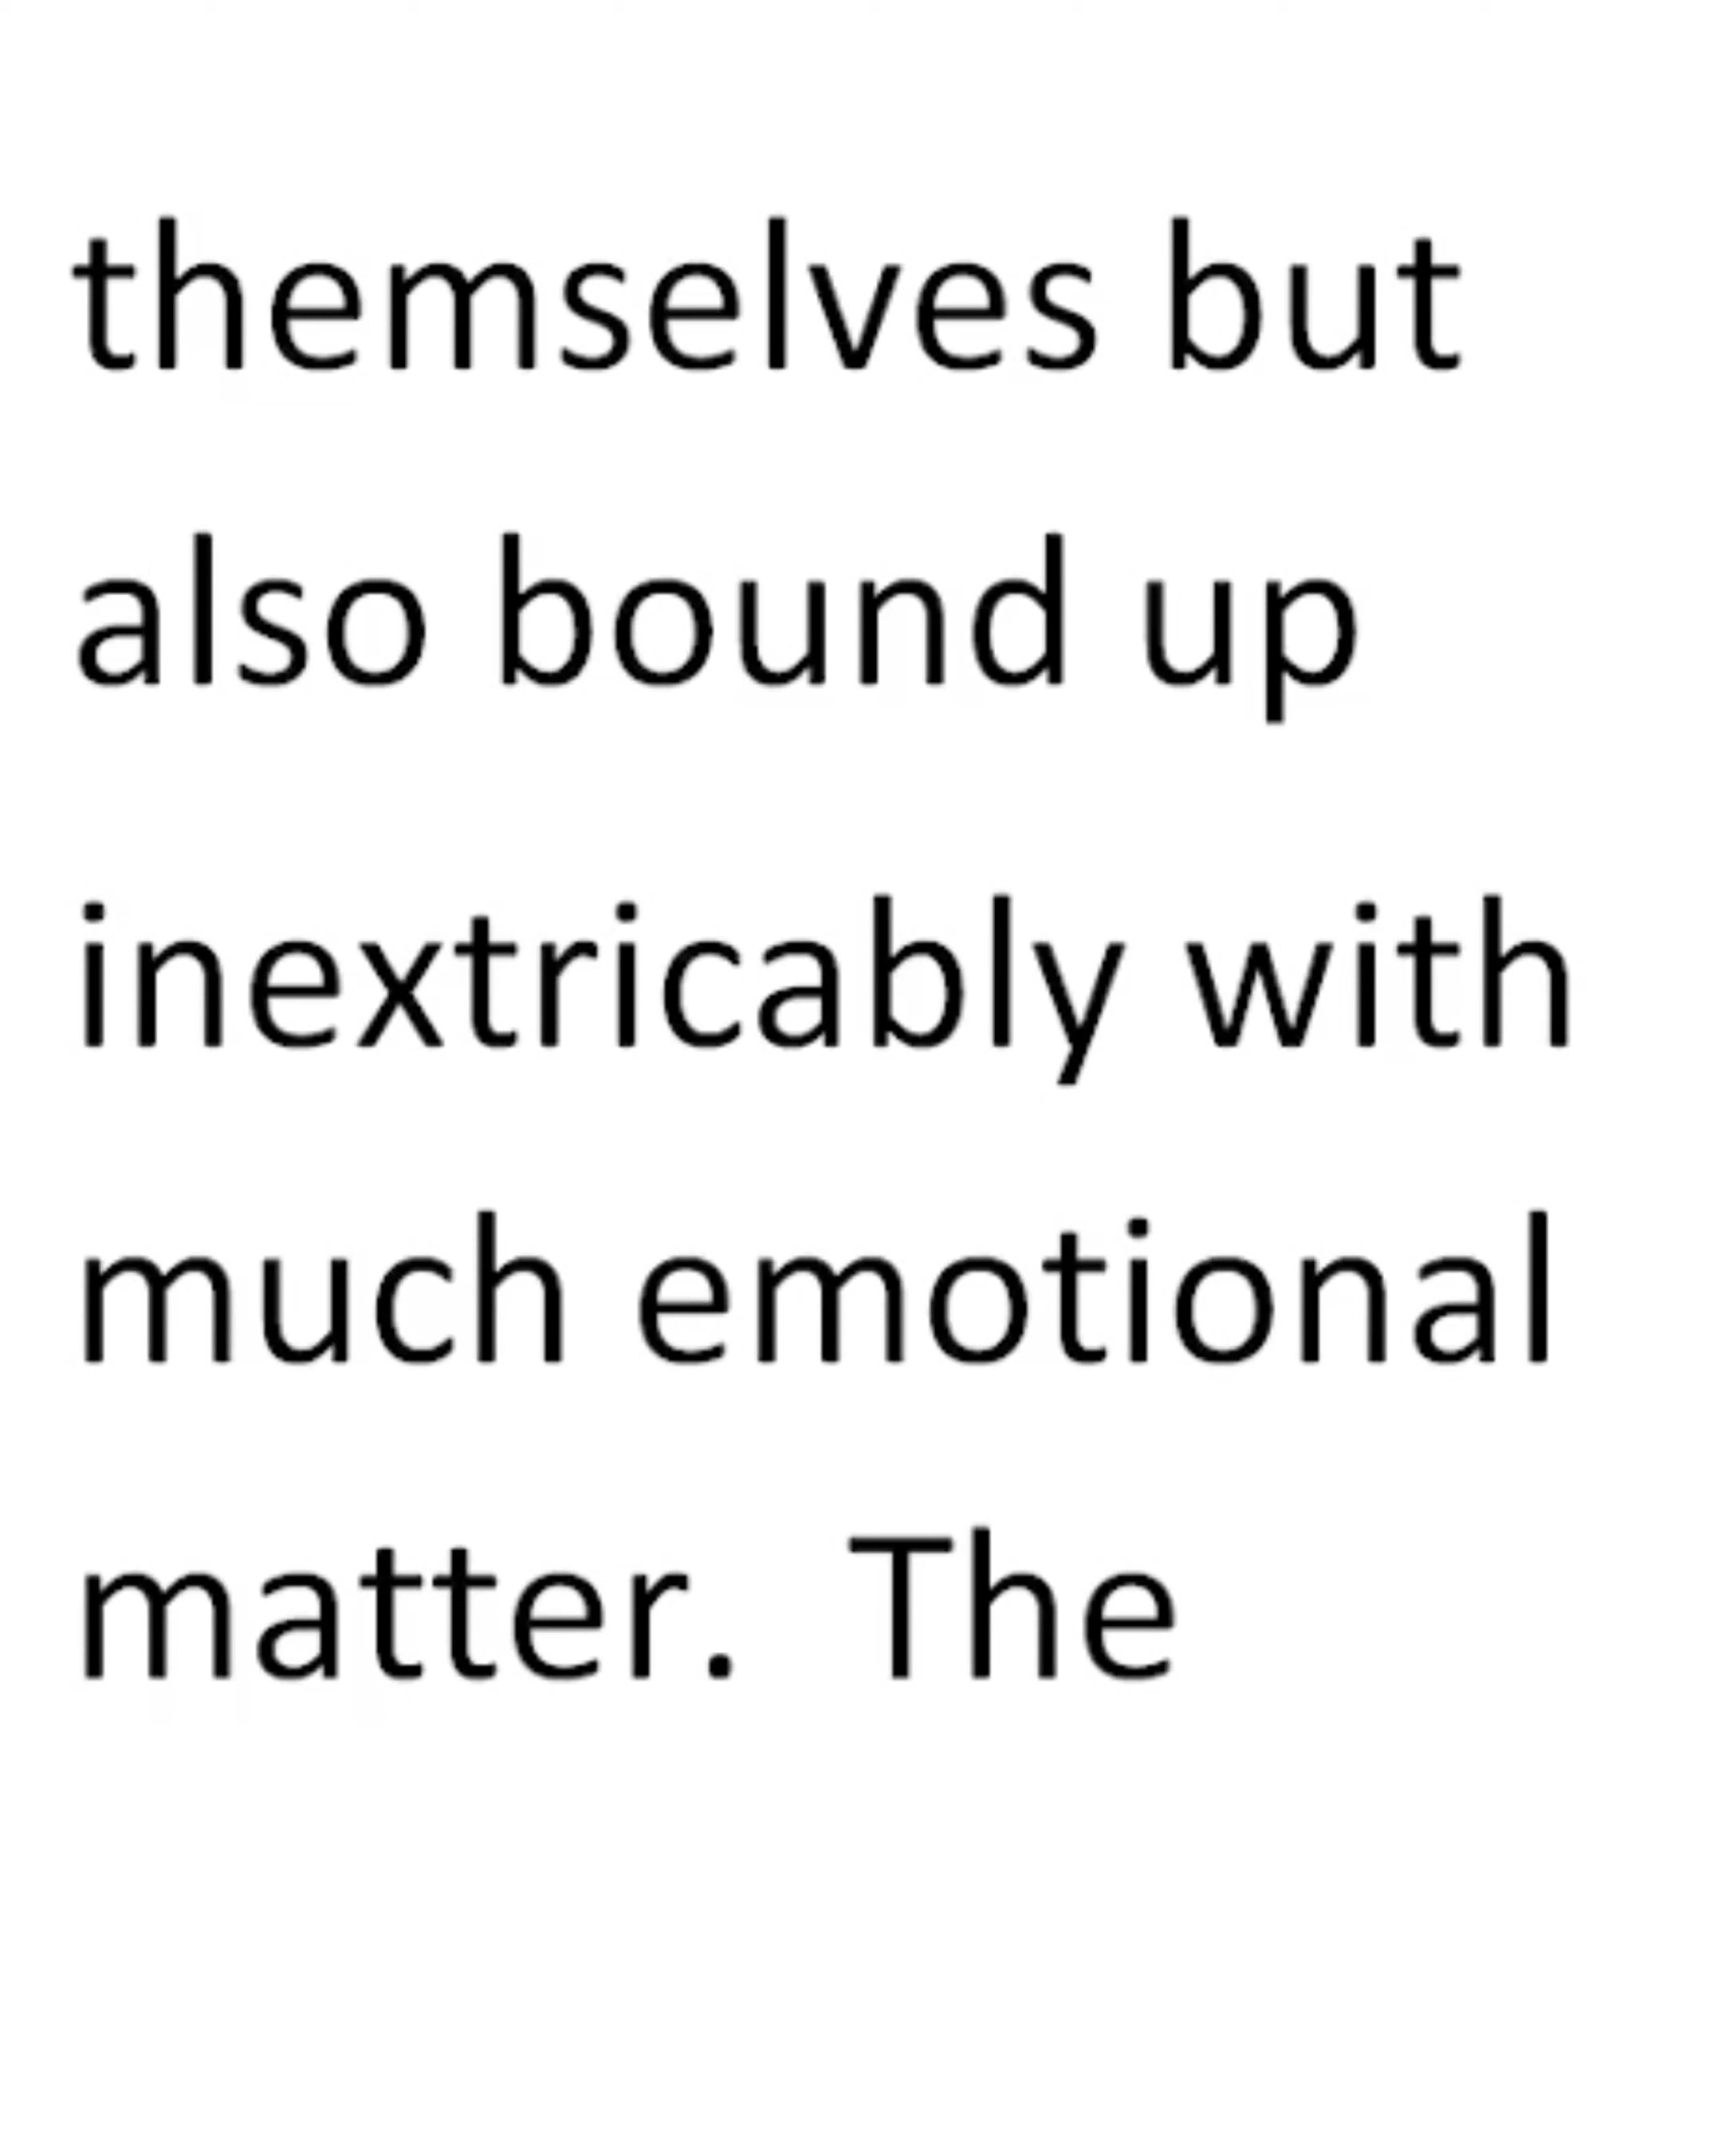 themselves but
also bound up
inextricably with
much emotional
matter.  The